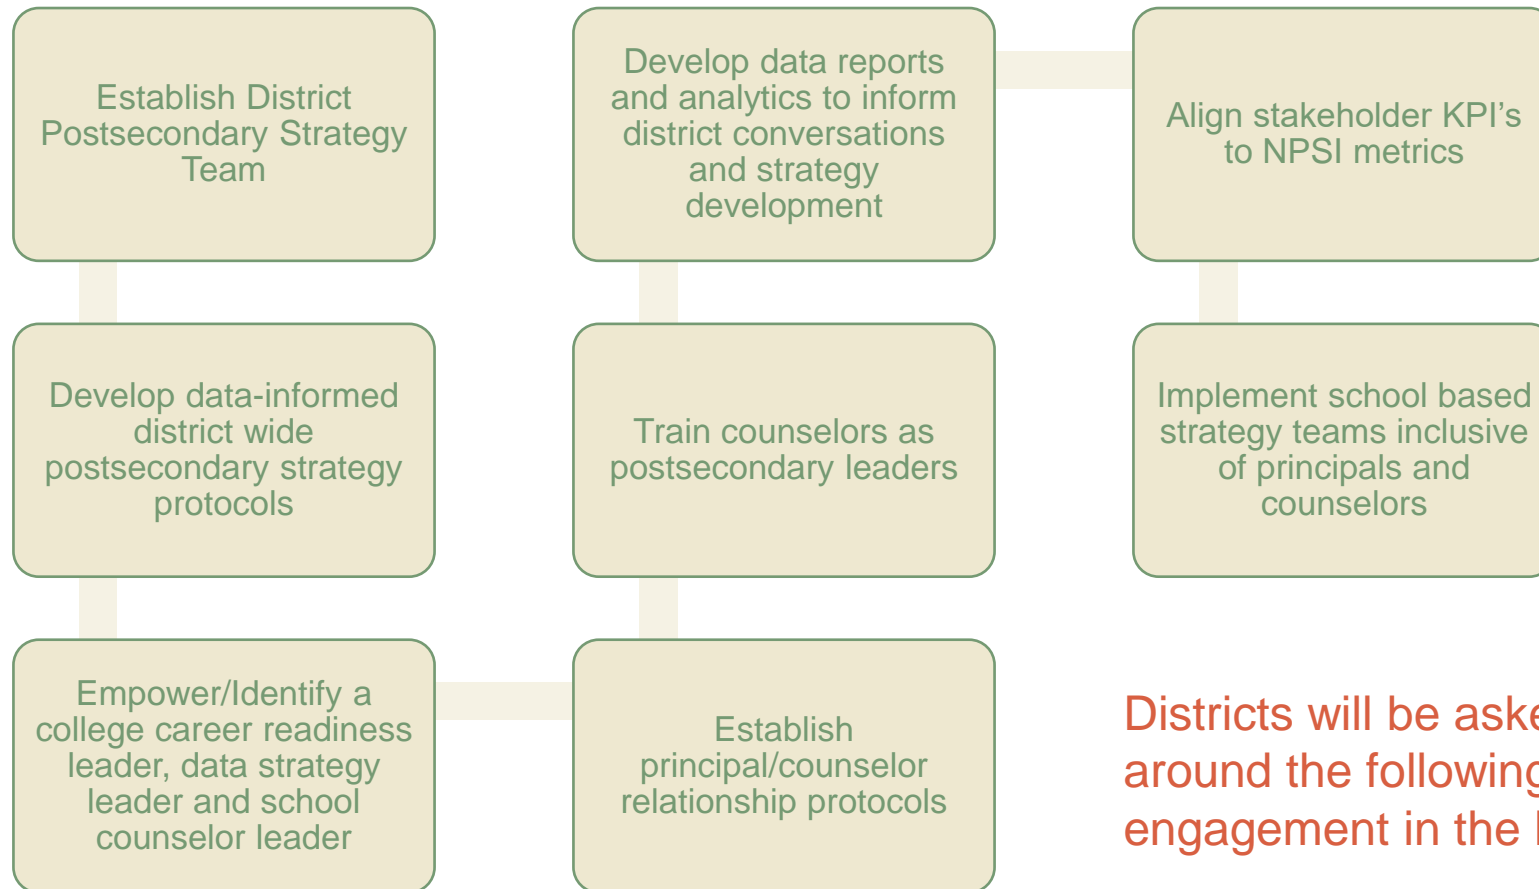 Establish District
Postsecondary Strategy
Team
Develop data-informed
district wide
postsecondary strategy
protocols
Empower/Identify a
college career readiness
leader, data strategy
leader and school
counselor leader
Establish
principal/counselor
relationship protocols
Train counselors as
postsecondary leaders
Develop data reports
and analytics to inform
district conversations
and strategy
development
Align stakeholder KPI’s
to NPSI metrics
Implement school based
strategy teams inclusive
of principals and
counselors
Districts will be aske
around the following
engagement in the